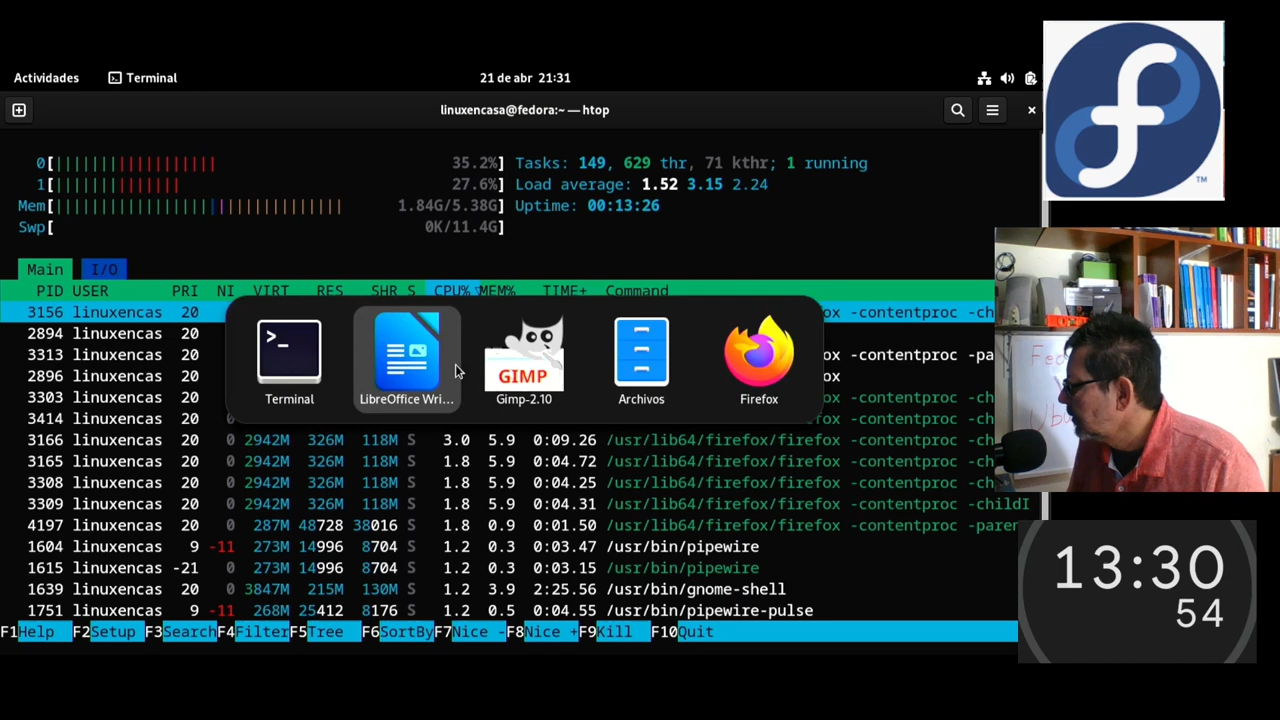 Actividades Terminal 21 de abr 21:31
linuxencasa@fedora:~ — htop
0[||||||||||||||||||| 35.2%] Tasks: 149, 629 thr, 71 kthr; 1 running
1[||||||||||||||| 27.6%] Load average: 1.52 3.15 2.24
Mem[|||||||||||||||||||||||||||||||||| 1.84G/5.38G] Uptime: 00:13:26
Swp[ 0K/11.4G]
Main I/O
PID USER PRI NI VIRT RES SHR S CPU%▽MEM% TIME+ Command
3156 linuxencas 20 ox -contentproc -ch
2894 linuxencas 20
3313 linuxencas 20 ox -contentproc -pa
2896 linuxencas 20 ox
3303 linuxencas 20 ox -contentproc -ch
3414 linuxencas 20 ox -contentproc -ch
Terminal
LibreOffice Wri...
GIMP
Gimp-2.10
Archivos
Firefox
3166 linuxencas 20 0 2942M 326M 118M S 3.0 5.9 0:09.26 /usr/lib64/firefox/firefox -contentproc -ch
3165 linuxencas 20 0 2942M 326M 118M S 1.8 5.9 0:04.72 /usr/lib64/firefox/firefox -contentproc -ch
3308 linuxencas 20 0 2942M 326M 118M S 1.8 5.9 0:04.25 /usr/lib64/firefox/firefox -contentproc -ch
3309 linuxencas 20 0 2942M 326M 118M S 1.8 5.9 0:04.31 /usr/lib64/firefox/firefox -contentproc -childI
4197 linuxencas 20 0 287M 48728 38016 S 1.8 0.9 0:01.50 /usr/lib64/firefox/firefox -contentproc -paren
1604 linuxencas 9 -11 273M 14996 8704 S 1.2 0.3 0:03.47 /usr/bin/pipewire
1615 linuxencas -21 0 273M 14996 8704 S 1.2 0.3 0:03.15 /usr/bin/pipewire
1639 linuxencas 20 0 3847M 215M 130M S 1.2 3.9 2:25.56 /usr/bin/gnome-shell
1751 linuxencas 9 -11 268M 25412 8176 S 1.2 0.5 0:04.55 /usr/bin/pipewire-pulse
F1Help F2Setup F3Search F4Filter F5Tree F6SortBy F7Nice - F8Nice + F9Kill F10Quit
TM
13:30
54